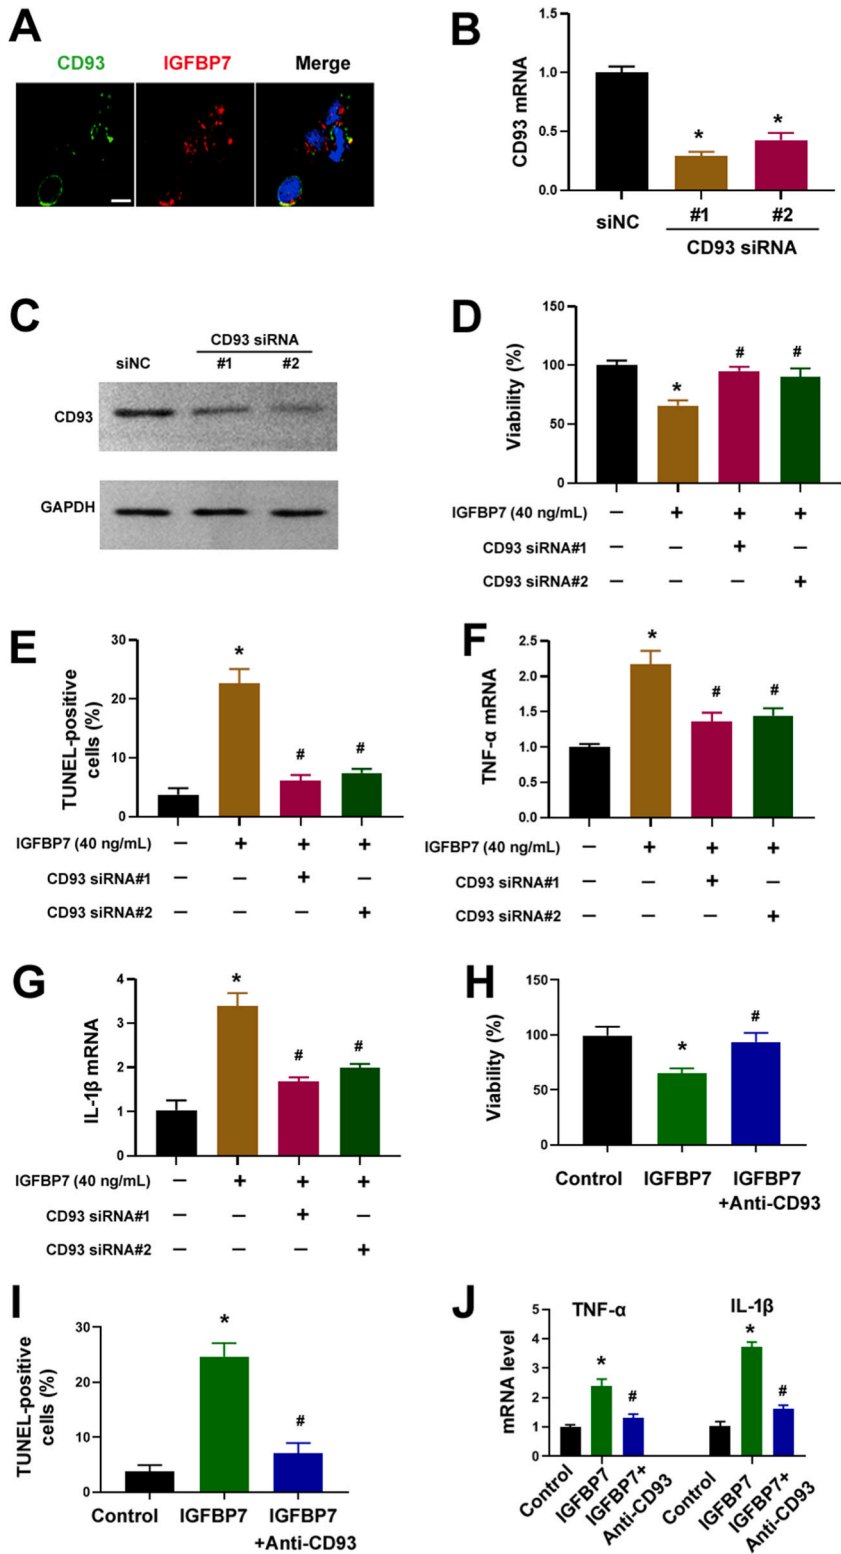 A
CD93 IGFBP7 Merge
B
CD93 mRNA
1.5
1.0
0.5
0.0
*
*
siNC
#1 #2
CD93 siRNA
C
CD93 siRNA
siNC #1 #2
CD93
GAPDH
D
Viability (%)
150
100
50
0
*
#
#
IGFBP7 (40 ng/mL) − + + +
CD93 siRNA#1 − − + −
CD93 siRNA#2 − − − +
E
TUNEL-positive
cells (%)
30
20
10
0
*
#
#
IGFBP7 (40 ng/mL) − + + +
CD93 siRNA#1 − − + −
CD93 siRNA#2 − − − +
F
TNF-α mRNA
2.5
2.0
1.5
1.0
0.5
0.0
*
#
#
IGFBP7 (40 ng/mL) − + + +
CD93 siRNA#1 − − + −
CD93 siRNA#2 − − − +
G
IL-1β mRNA
4
3
2
1
0
*
#
#
IGFBP7 (40 ng/mL) − + + +
CD93 siRNA#1 − − + −
CD93 siRNA#2 − − − +
H
Viability (%)
150
100
50
0
*
#
Control IGFBP7 IGFBP7
+Anti-CD93
I
TUNEL-positive
cells (%)
30
20
10
0
*
#
Control IGFBP7 IGFBP7
+Anti-CD93
J
mRNA level
5
4
3
2
1
0
TNF-α IL-1β
*
#
*
#
Control
IGFBP7
IGFBP7+
Anti-CD93
Control
IGFBP7
IGFBP7+
Anti-CD93